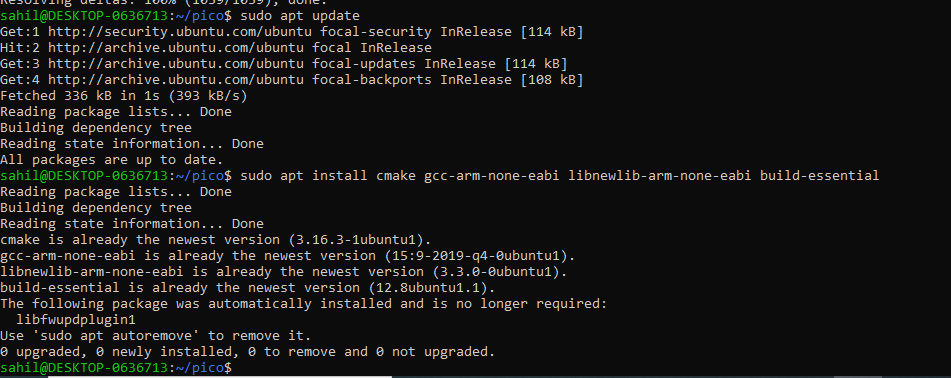 Resolving deltas: 100% (1059/1059), done.
sahil@DESKTOP-0636713:~/pico$ sudo apt update
Get:1 http://security.ubuntu.com/ubuntu focal-security InRelease [114 kB]
Hit:2 http://archive.ubuntu.com/ubuntu focal InRelease
Get:3 http://archive.ubuntu.com/ubuntu focal-updates InRelease [114 kB]
Get:4 http://archive.ubuntu.com/ubuntu focal-backports InRelease [108 kB]
Fetched 336 kB in 1s (393 kB/s)
Reading package lists... Done
Building dependency tree
Reading state information... Done
All packages are up to date.
sahil@DESKTOP-0636713:~/pico$ sudo apt install cmake gcc-arm-none-eabi libnewlib-arm-none-eabi build-essential
Reading package lists... Done
Building dependency tree
Reading state information... Done
cmake is already the newest version (3.16.3-1ubuntu1).
gcc-arm-none-eabi is already the newest version (15:9-2019-q4-0ubuntu1).
libnewlib-arm-none-eabi is already the newest version (3.3.0-0ubuntu1).
build-essential is already the newest version (12.8ubuntu1.1).
The following package was automatically installed and is no longer required:
  libfwupdplugin1
Use 'sudo apt autoremove' to remove it.
0 upgraded, 0 newly installed, 0 to remove and 0 not upgraded.
sahil@DESKTOP-0636713:~/pico$